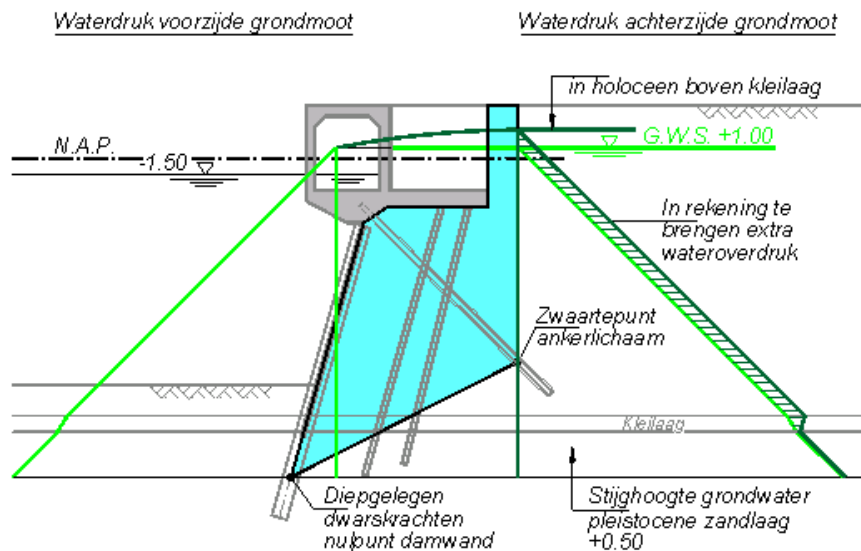 Waterdruk voorzijde grondmoot
Waterdruk achterzijde grondmoot
in holoceen boven kleilaag
N.A.P.
-1.50
G.W.S. +1.00
In rekening te
brengen extra
wateroverdruk
Zwaartepunt
ankerlichaam
Kleilaag
Diepgelegen
dwarskrachten
nulpunt damwand
Stijghoogte grondwater
pleistocene zandlaag
+0.50